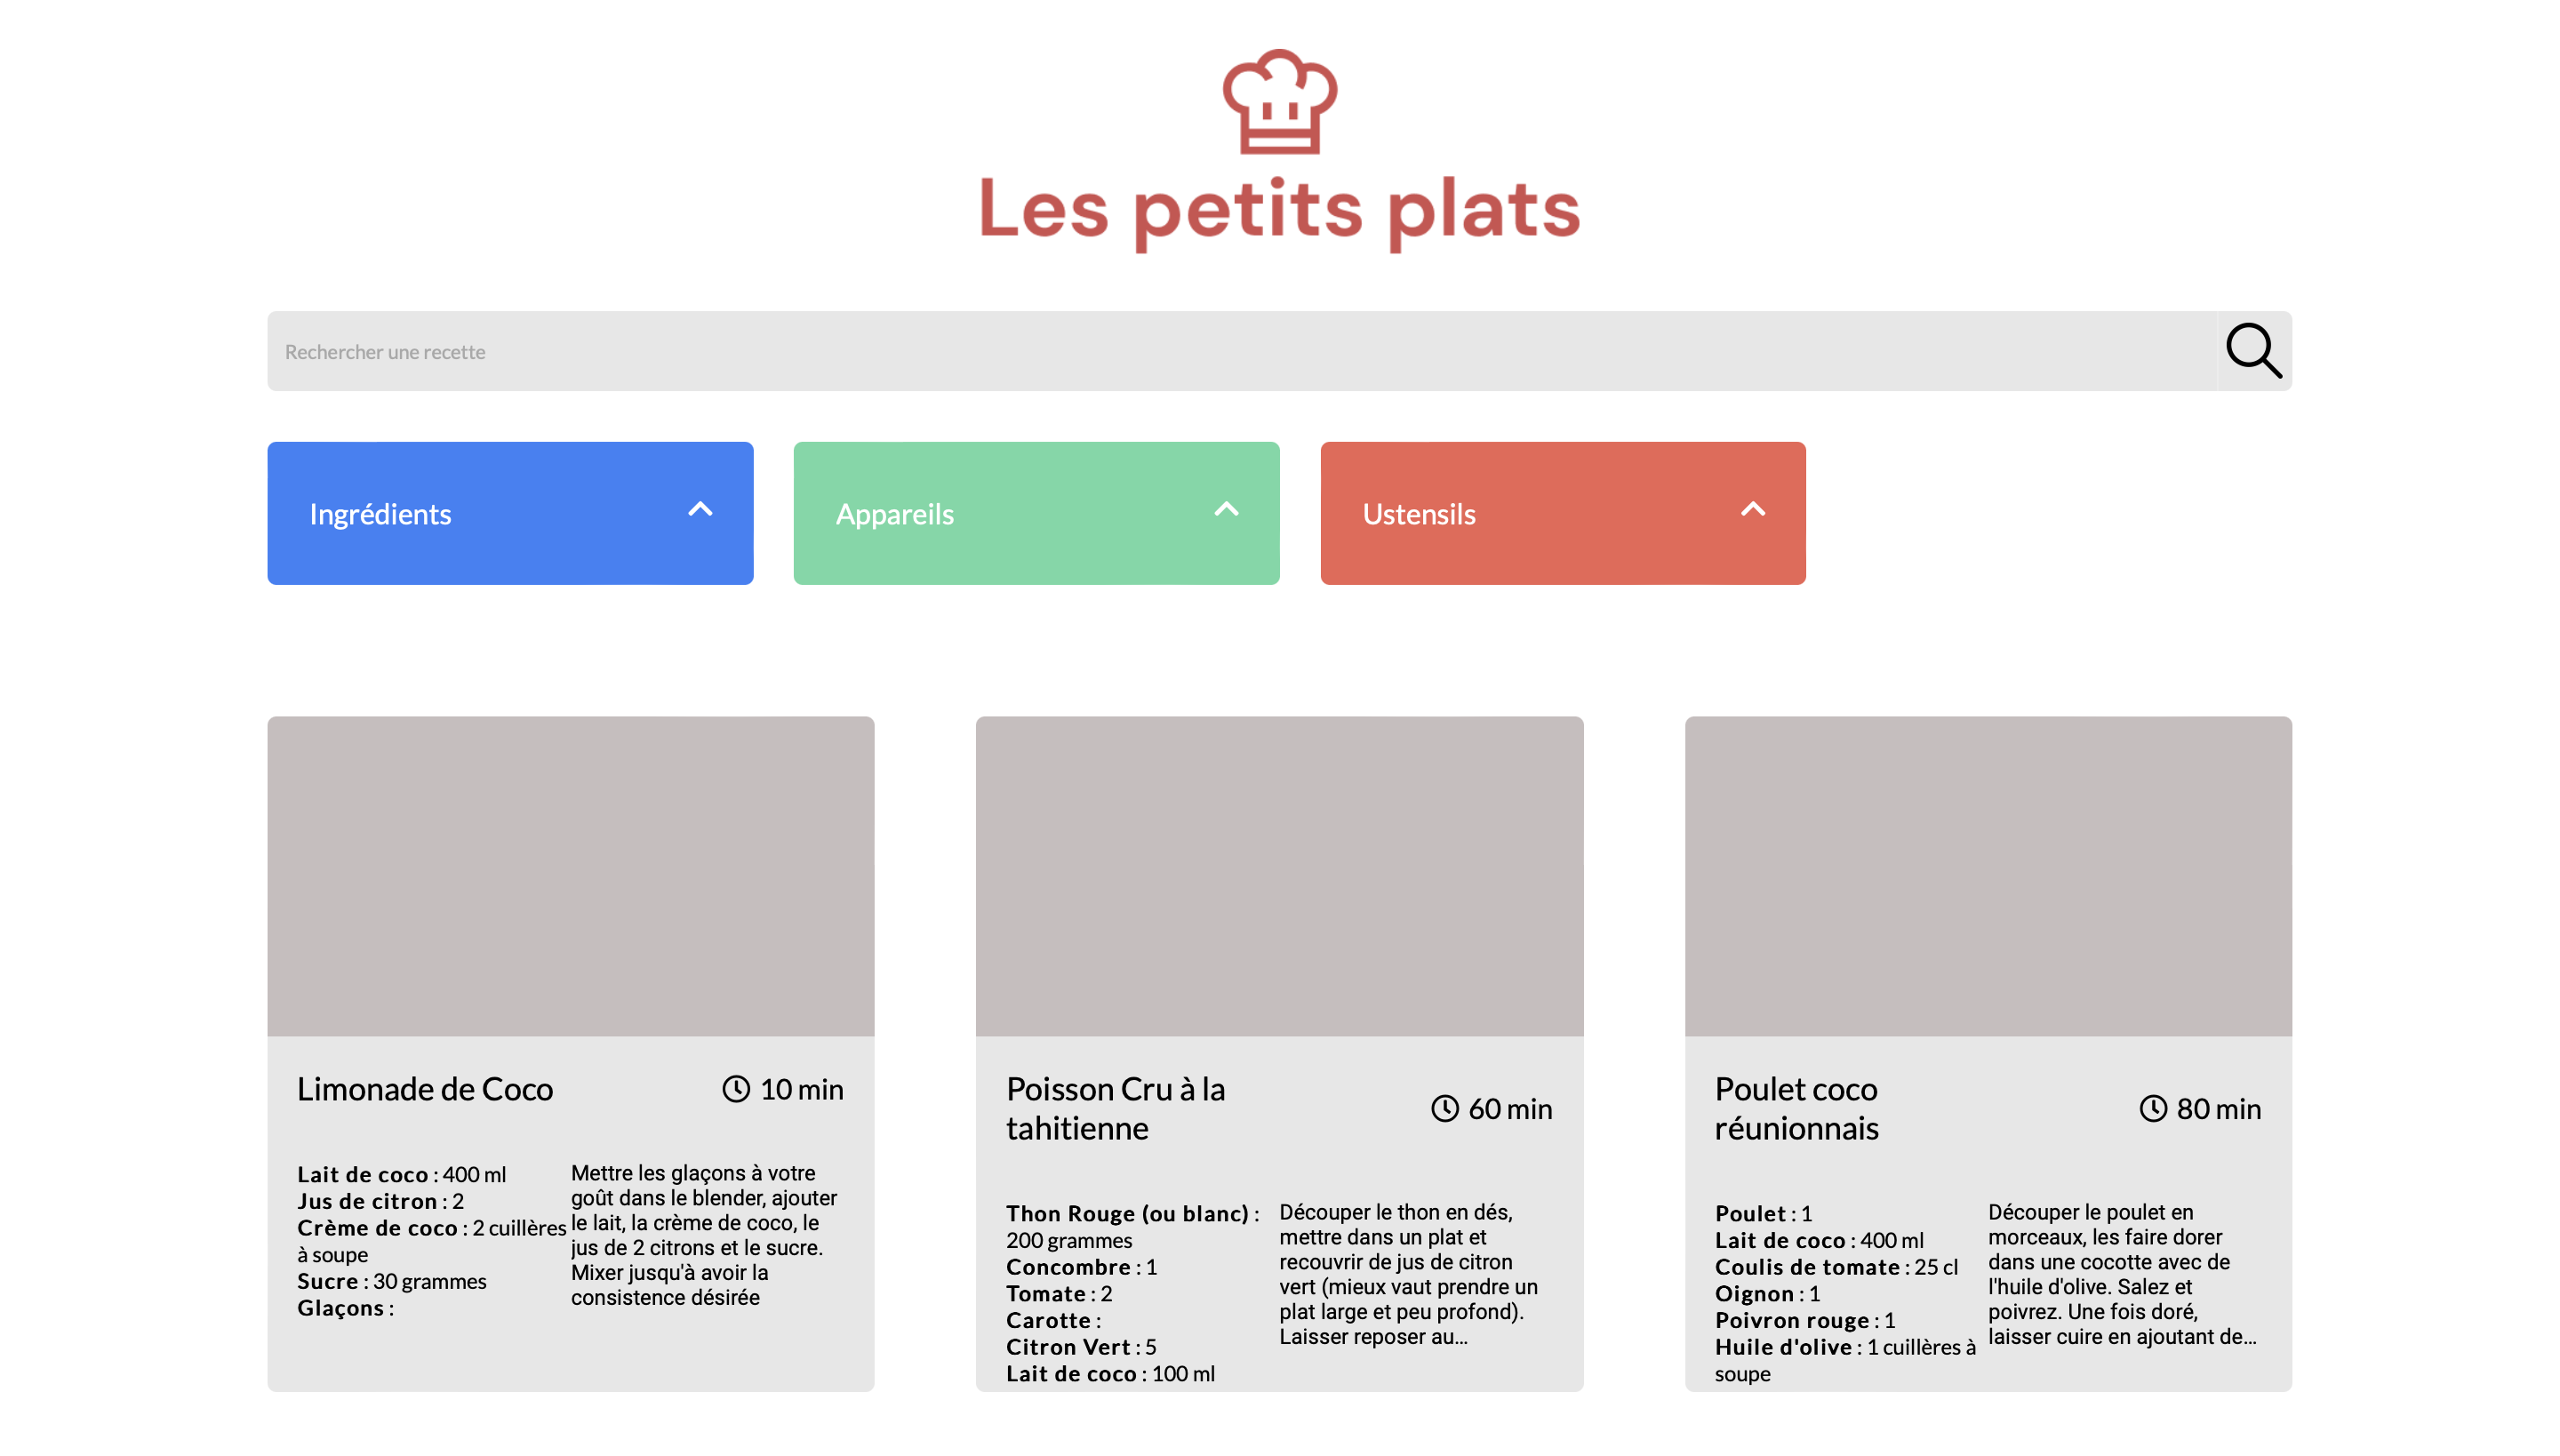 Les petits plats
Rechercher une recette
Ingrédients
Appareils
Ustensils
Limonade de Coco
10 min
Lait de coco : 400 ml
Jus de citron : 2
Crème de coco : 2 cuillères
à soupe
Sucre : 30 grammes
Glaçons :
Mettre les glaçons à votre
goût dans le blender, ajouter
le lait, la crème de coco, le
jus de 2 citrons et le sucre.
Mixer jusqu'à avoir la
consistence désirée
Poisson Cru à la
tahitienne
60 min
Thon Rouge (ou blanc) :
200 grammes
Concombre : 1
Tomate : 2
Carotte :
Citron Vert : 5
Lait de coco : 100 ml
Découper le thon en dés,
mettre dans un plat et
recouvrir de jus de citron
vert (mieux vaut prendre un
plat large et peu profond).
Laisser reposer au...
Poulet coco
réunionnais
80 min
Poulet : 1
Lait de coco : 400 ml
Coulis de tomate : 25 cl
Oignon : 1
Poivron rouge : 1
Huile d'olive : 1 cuillères à
soupe
Découper le poulet en
morceaux, les faire dorer
dans une cocotte avec de
l'huile d'olive. Salez et
poivrez. Une fois doré,
laisser cuire en ajoutant de...